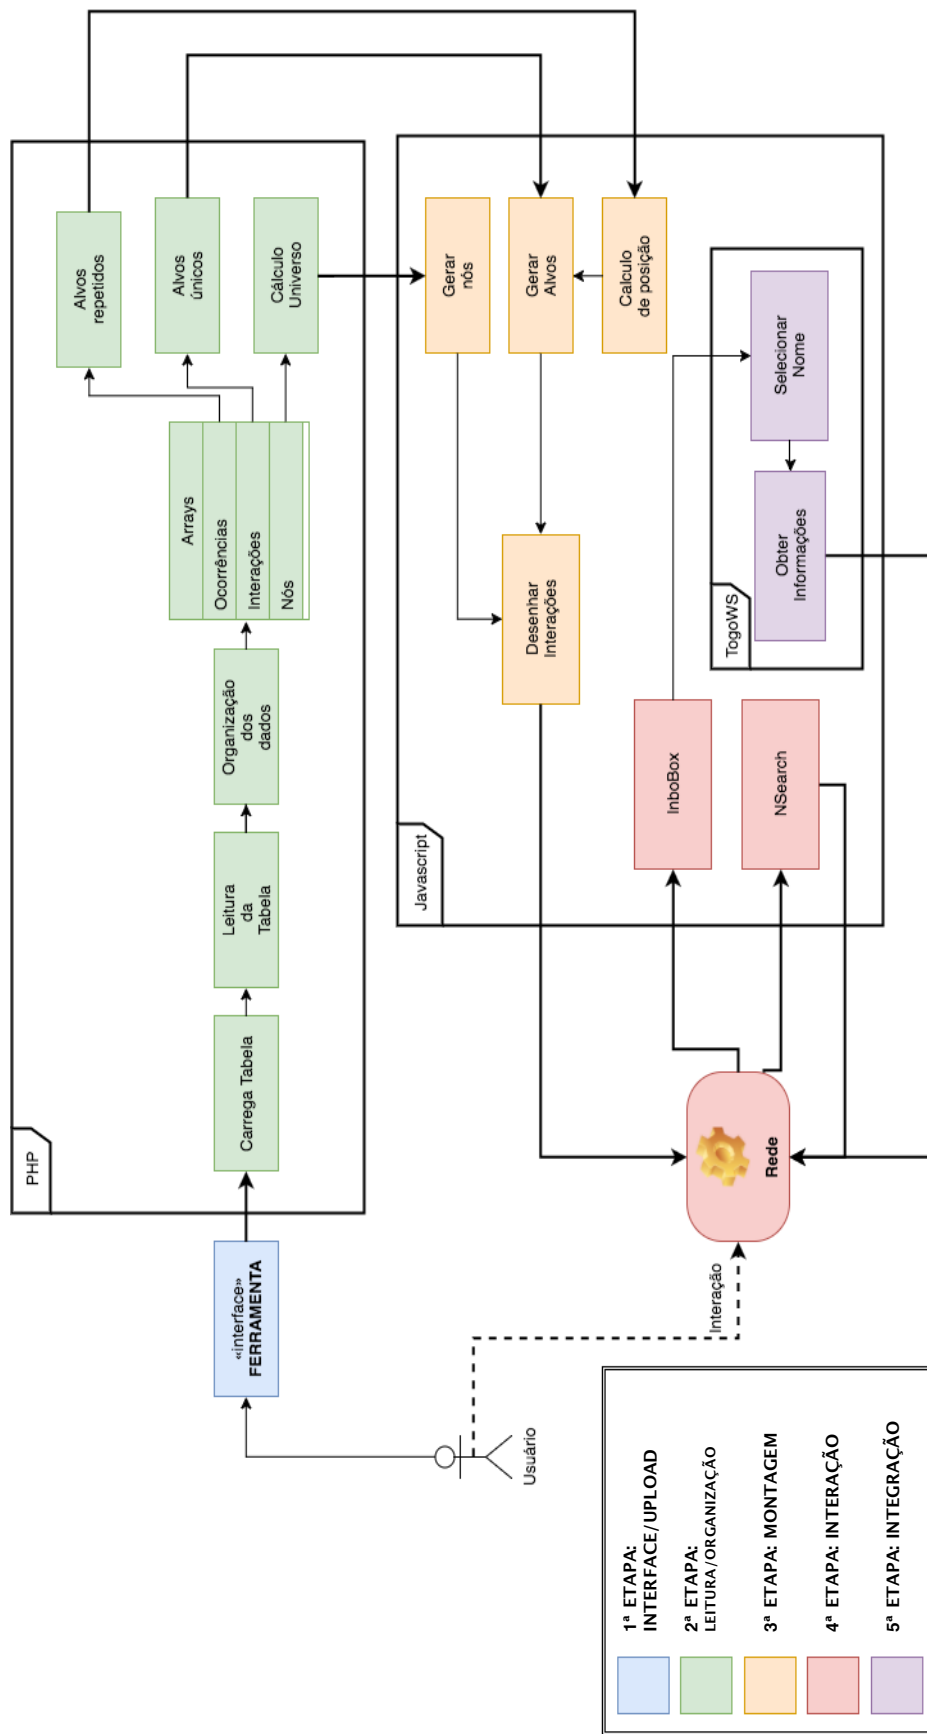 PHP
«interface»
FERRAMENTA
Carrega Tabela
Leitura
da
Tabela
Organização
dos
dados
Arrays
Ocorrências
Interações
Nós
Alvos
repetidos
Alvos
únicos
Cálculo
Universo
Javascript
Gerar
nós
Gerar
Alvos
Calculo
de posição
Desenhar
Interações
InboBox
NSearch
TogoWS
Obter
Informações
Selecionar
Nome
Rede
Interação
Usuário
1ª ETAPA:
INTERFACE/UPLOAD
2ª ETAPA:
LEITURA/ORGANIZAÇÃO
3ª ETAPA: MONTAGEM
4ª ETAPA: INTERAÇÃO
5ª ETAPA: INTEGRAÇÃO